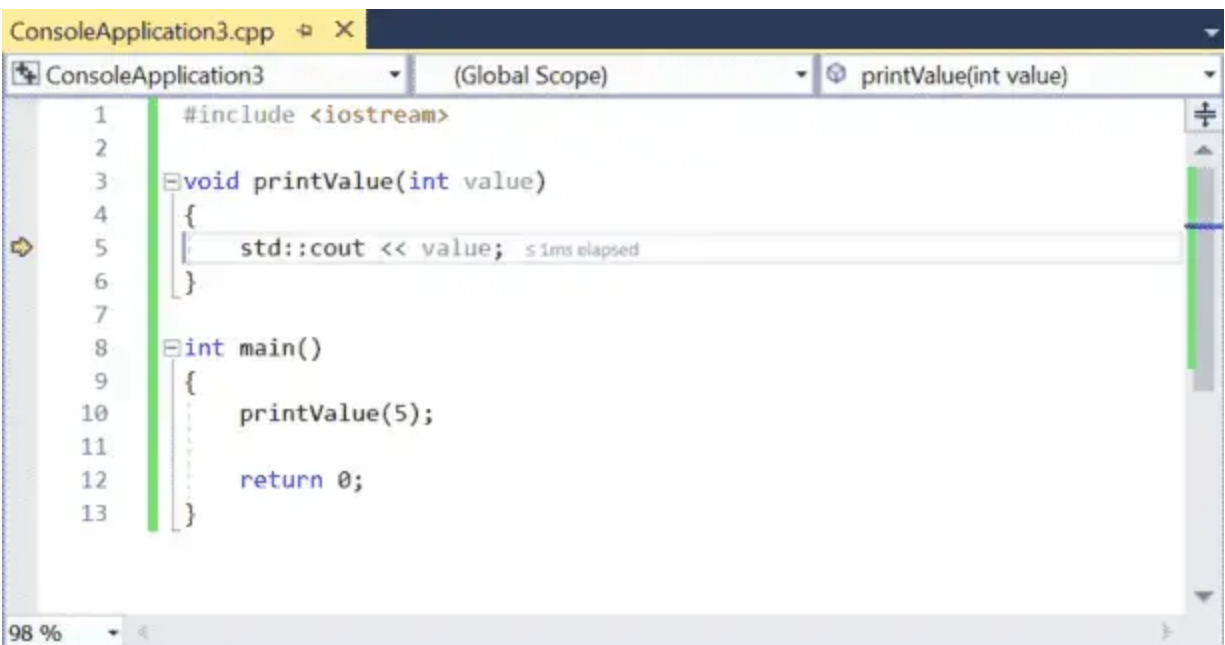 ConsoleApplication3.cpp
ConsoleApplication3 (Global Scope) printValue(int value)
1 #include <iostream>
2
3 void printValue(int value)
4 {
5 std::cout << value; ≤ 1ms elapsed
6 }
7
8 int main()
9 {
10 printValue(5);
11
12 return 0;
13 }
98 %